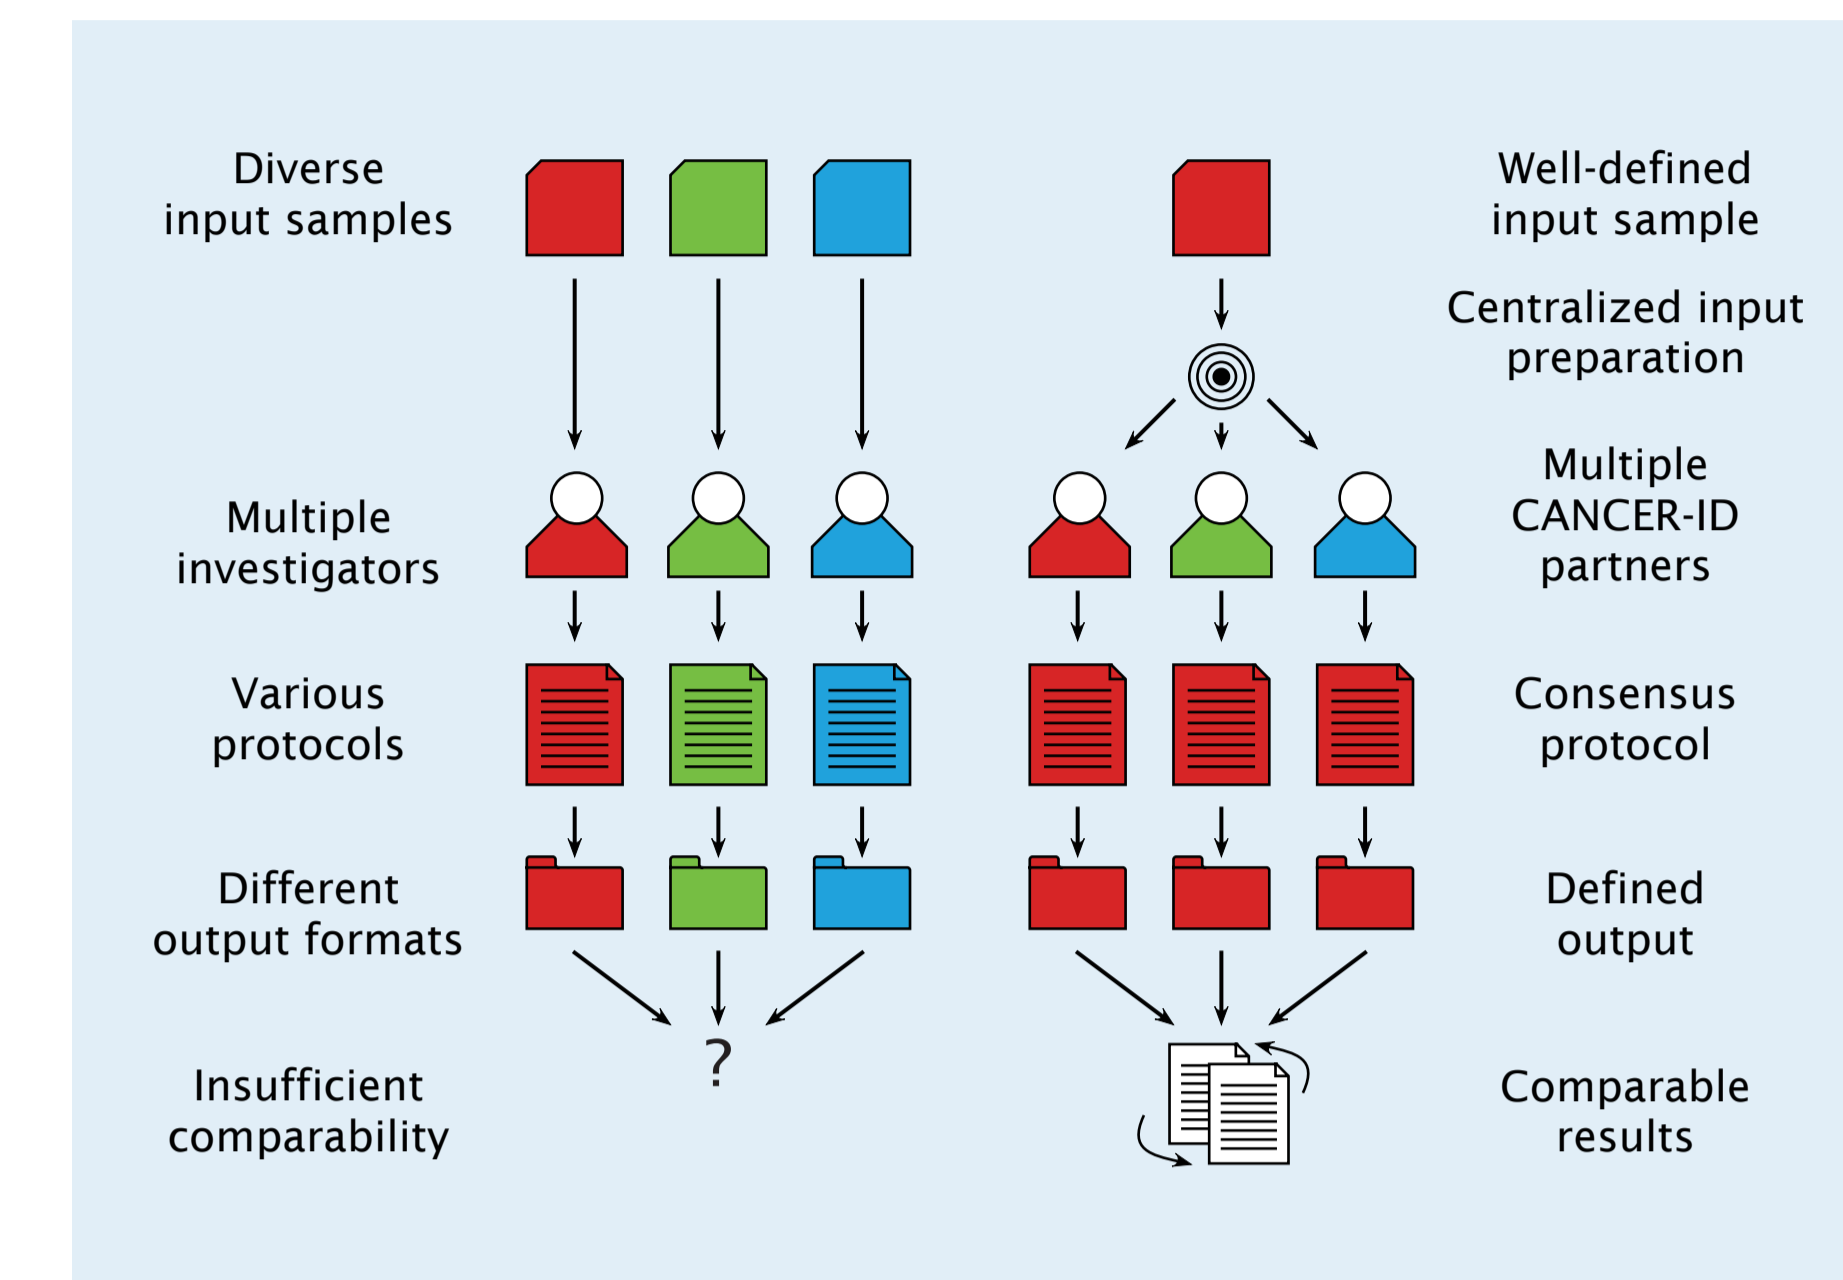 Diverse
input samples
Multiple
investigators
Various
protocols
Different
output formats
Insufficient
comparability
?
Well-defined
input sample
Centralized input
preparation
Multiple
CANCER-ID
partners
Consensus
protocol
Defined
output
Comparable
results